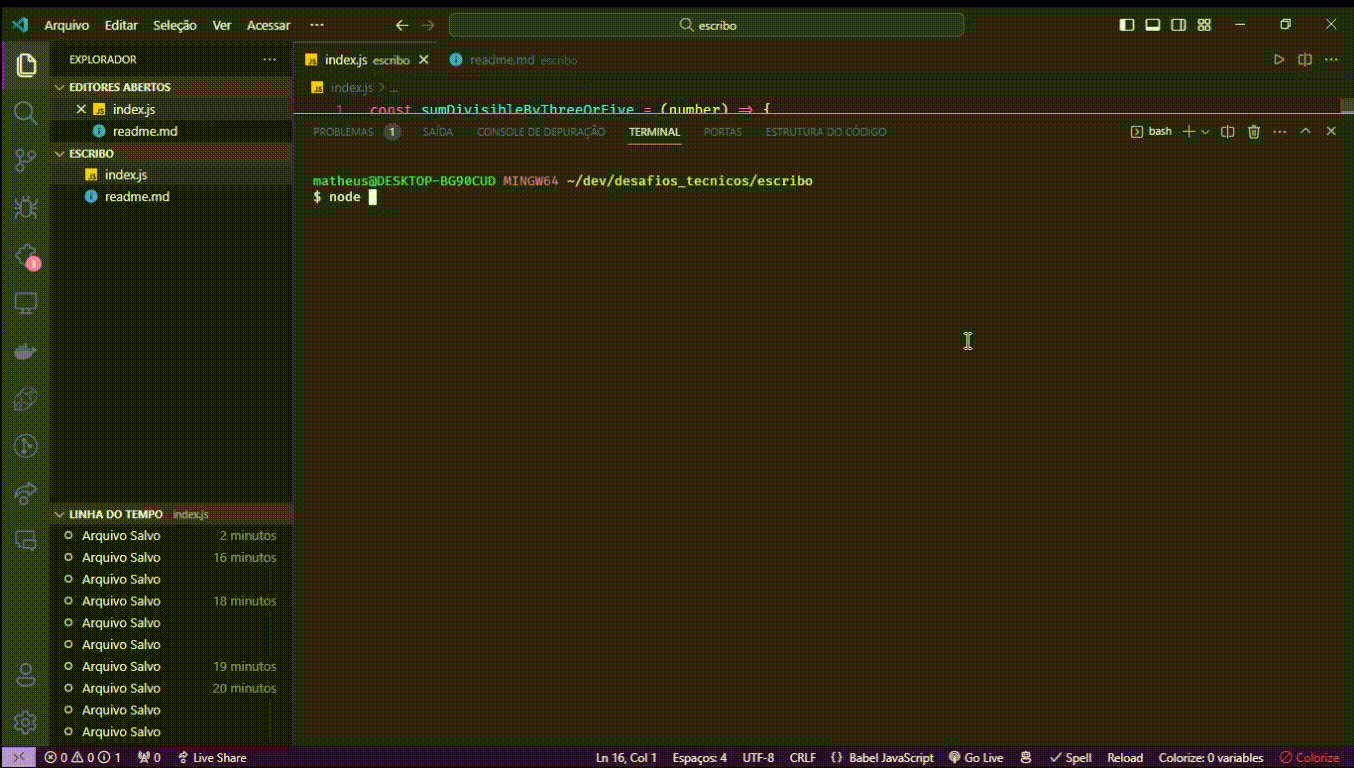 Arquivo Editar Seleção Ver Acessar ··· escribo
EXPLORADOR ···
EDITORES ABERTOS
index.js
readme.md
ESCRIBO
index.js
readme.md
LINHA DO TEMPO index.js
Arquivo Salvo 2 minutos
Arquivo Salvo 16 minutos
Arquivo Salvo
Arquivo Salvo 18 minutos
Arquivo Salvo
Arquivo Salvo
Arquivo Salvo 19 minutos
Arquivo Salvo 20 minutos
Arquivo Salvo
Arquivo Salvo
index.js escribo readme.md escribo
index.js > ...
1 const sumDivisibleByThreeOrFive = (number) => {
PROBLEMAS 1 SAÍDA CONSOLE DE DEPURAÇÃO TERMINAL PORTAS ESTRUTURA DO CÓDIGO bash
matheus@DESKTOP-BG90CUD MINGW64 ~/dev/desafios_tecnicos/escribo
$ node
0 0 1 0 Live Share Ln 16, Col 1 Espaços: 4 UTF-8 CRLF {} Babel JavaScript Go Live Spell Reload Colorize: 0 variables Colorize